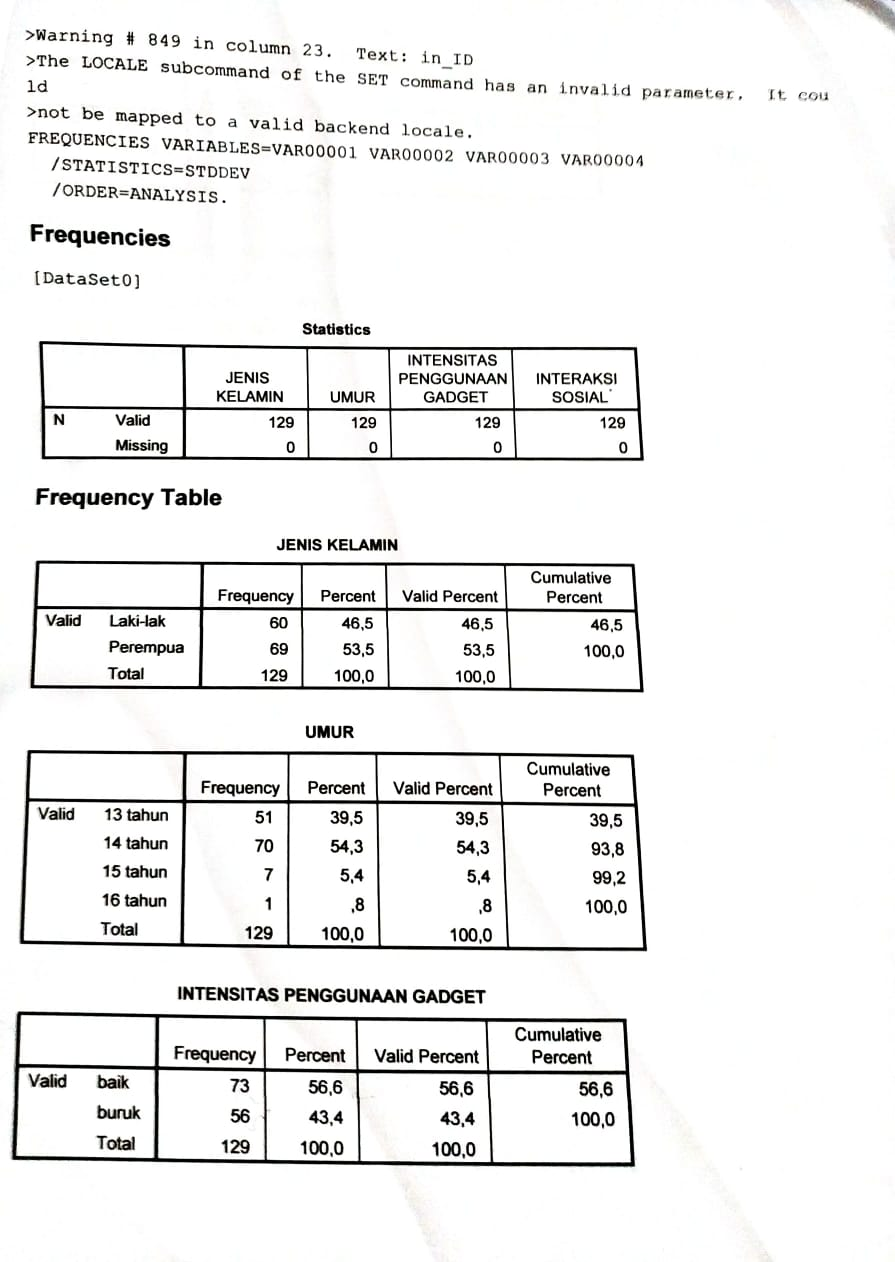 >Warning # 849 in column 23. Text: in_ID
>The LOCALE subcommand of the SET command has an invalid parameter. It cou
ld
>not be mapped to a valid backend locale.
FREQUENCIES VARIABLES=VAR00001 VAR00002 VAR00003 VAR00004
/STATISTICS=STDDEV
/ORDER=ANALYSIS.
Frequencies
[DataSet0]
Statistics
JENIS KELAMIN UMUR INTENSITAS PENGGUNAAN GADGET INTERAKSI SOSIAL
N Valid 129 129 129 129
Missing 0 0 0 0
Frequency Table
JENIS KELAMIN
Frequency Percent Valid Percent Cumulative Percent
Valid Laki-lak 60 46,5 46,5 46,5
Perempua 69 53,5 53,5 100,0
Total 129 100,0 100,0
UMUR
Frequency Percent Valid Percent Cumulative Percent
Valid 13 tahun 51 39,5 39,5 39,5
14 tahun 70 54,3 54,3 93,8
15 tahun 7 5,4 5,4 99,2
16 tahun 1 ,8 ,8 100,0
Total 129 100,0 100,0
INTENSITAS PENGGUNAAN GADGET
Frequency Percent Valid Percent Cumulative Percent
Valid baik 73 56,6 56,6 56,6
buruk 56 43,4 43,4 100,0
Total 129 100,0 100,0